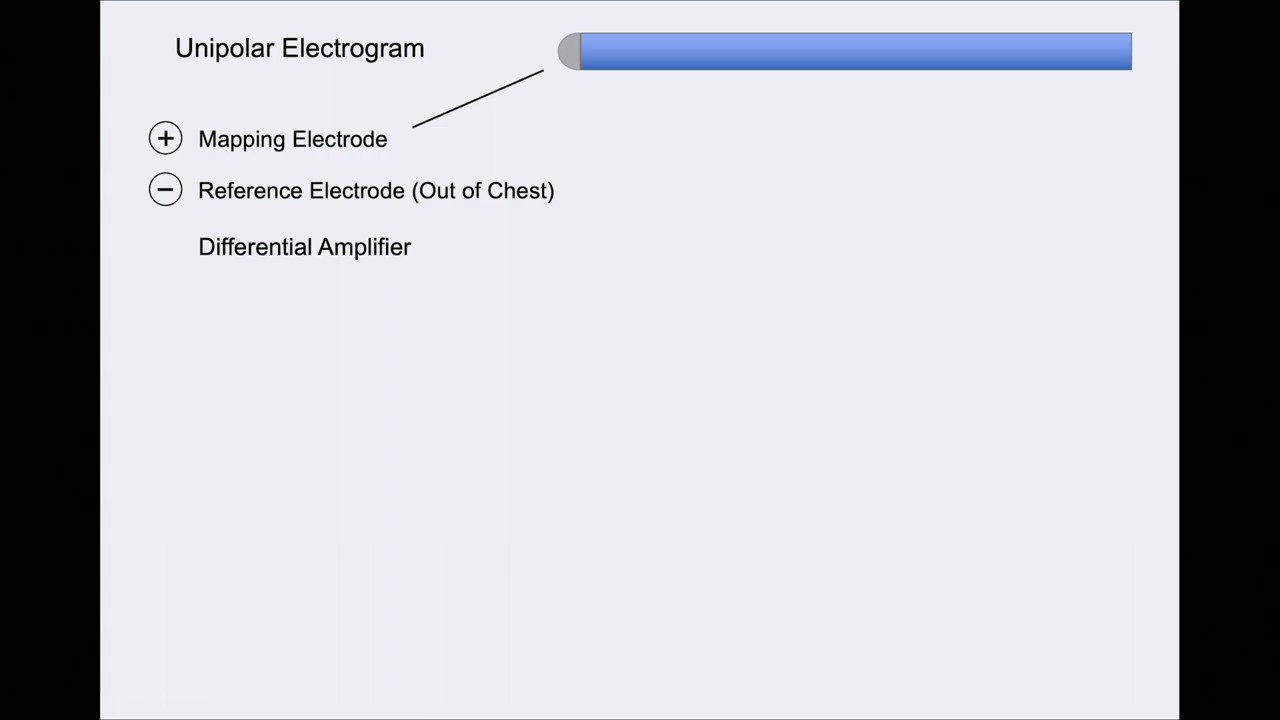 Unipolar Electrogram
+ Mapping Electrode
− Reference Electrode (Out of Chest)
Differential Amplifier